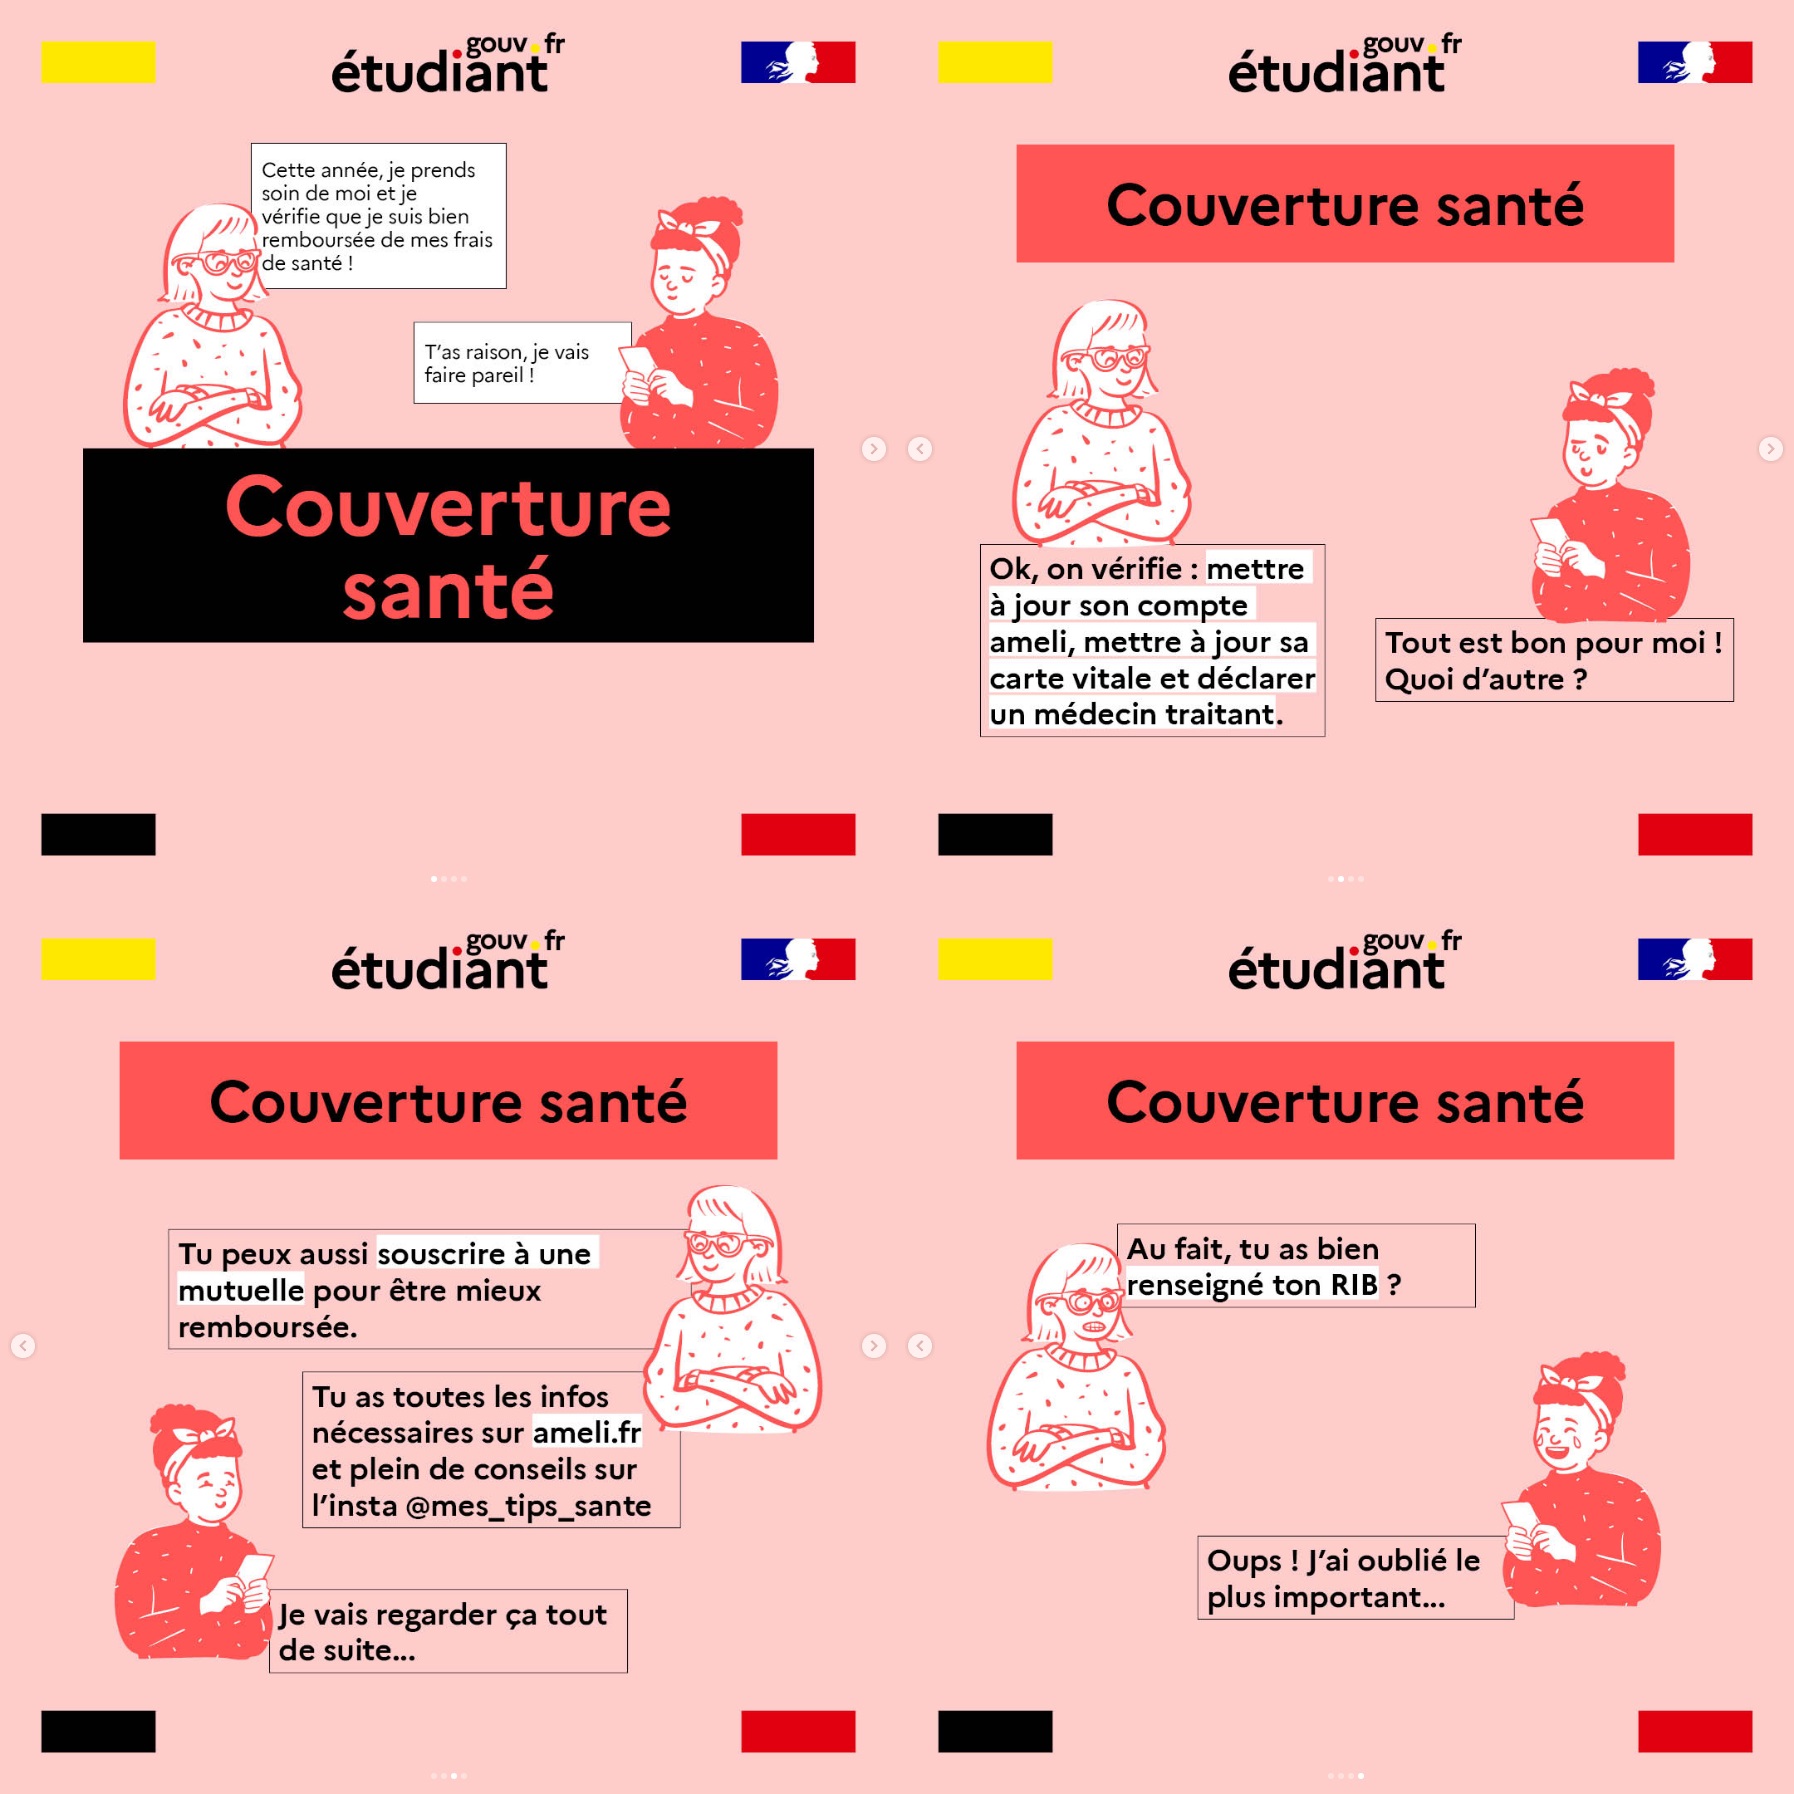 gouv.fr
étudiant
Cette année, je prends
soin de moi et je
vérifie que je suis bien
remboursée de mes frais
de santé !
T'as raison, je vais
faire pareil !
Couverture
santé
gouv.fr
étudiant
Couverture santé
Ok, on vérifie : mettre
à jour son compte
ameli, mettre à jour sa
carte vitale et déclarer
un médecin traitant.
Tout est bon pour moi !
Quoi d'autre ?
gouv.fr
étudiant
Couverture santé
Tu peux aussi souscrire à une
mutuelle pour être mieux
remboursée.
Tu as toutes les infos
nécessaires sur ameli.fr
et plein de conseils sur
l'insta @mes_tips_sante
Je vais regarder ça tout
de suite...
gouv.fr
étudiant
Couverture santé
Au fait, tu as bien
renseigné ton RIB ?
Oups ! J'ai oublié le
plus important...